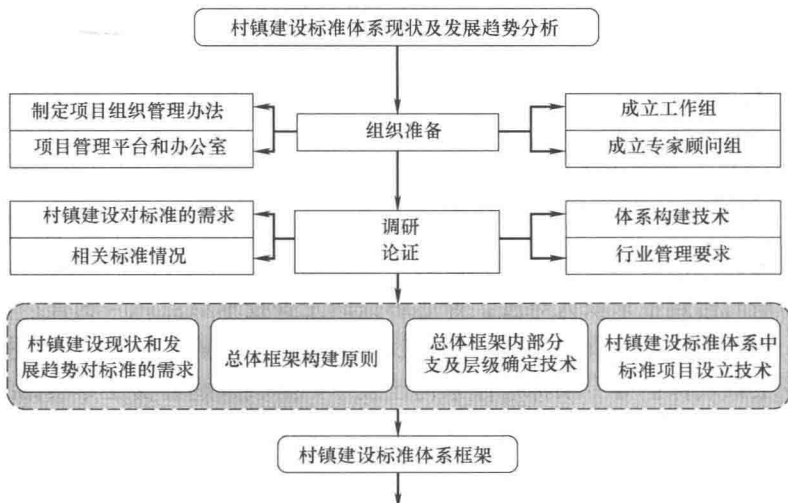 村镇建设标准体系现状及发展趋势分析
制定项目组织管理办法
项目管理平台和办公室
组织准备
成立工作组
成立专家顾问组
村镇建设对标准的需求
相关标准情况
调研
论证
体系构建技术
行业管理要求
村镇建设现状和发
展趋势对标准的需求
总体框架构建原则
总体框架内部分
支及层级确定技术
村镇建设标准体系中
标准项目设立技术
村镇建设标准体系框架